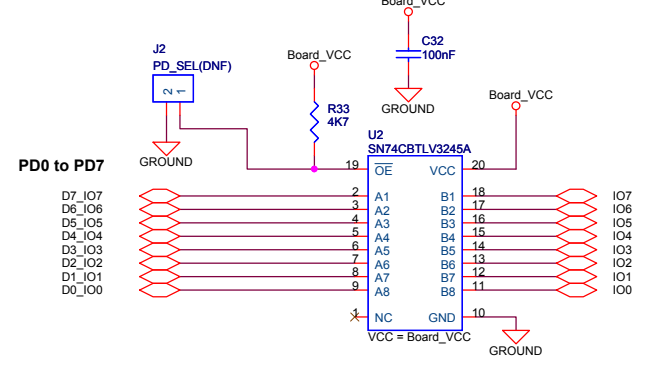 Board_VCC
C32
100nF
GROUND
J2
PD_SEL(DNF)
2 1
GROUND
Board_VCC
R33
4K7
Board_VCC
U2
SN74CBTLV3245A
PD0 to PD7
19 OE VCC 20
D7_IO7 2 A1 B1 18 IO7
D6_IO6 3 A2 B2 17 IO6
D5_IO5 4 A3 B3 16 IO5
D4_IO4 5 A4 B4 15 IO4
D3_IO3 6 A5 B5 14 IO3
D2_IO2 7 A6 B6 13 IO2
D1_IO1 8 A7 B7 12 IO1
D0_IO0 9 A8 B8 11 IO0
1 NC GND 10
VCC = Board_VCC
GROUND